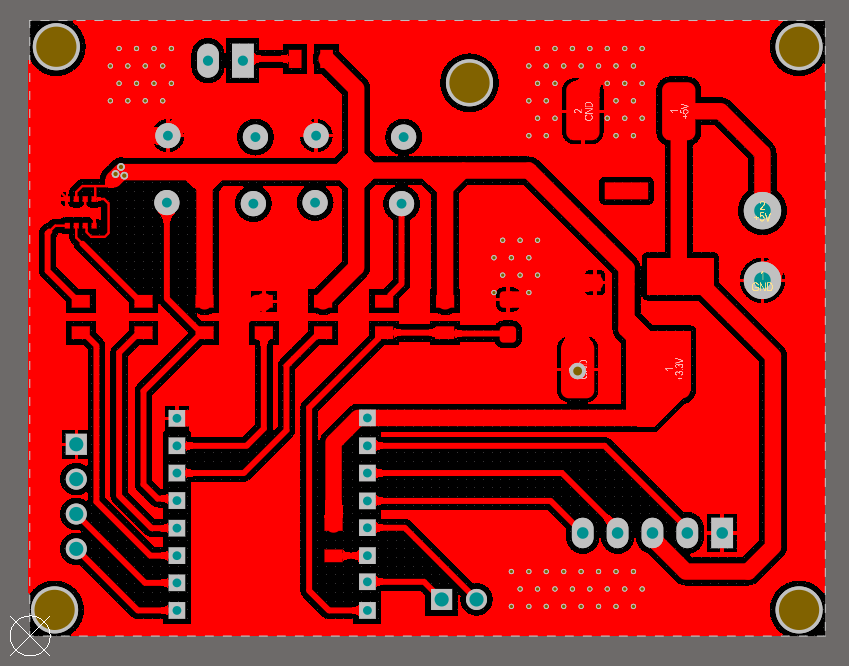 2
GND
1
+5V
2
+5V
GND
1
+3.3V